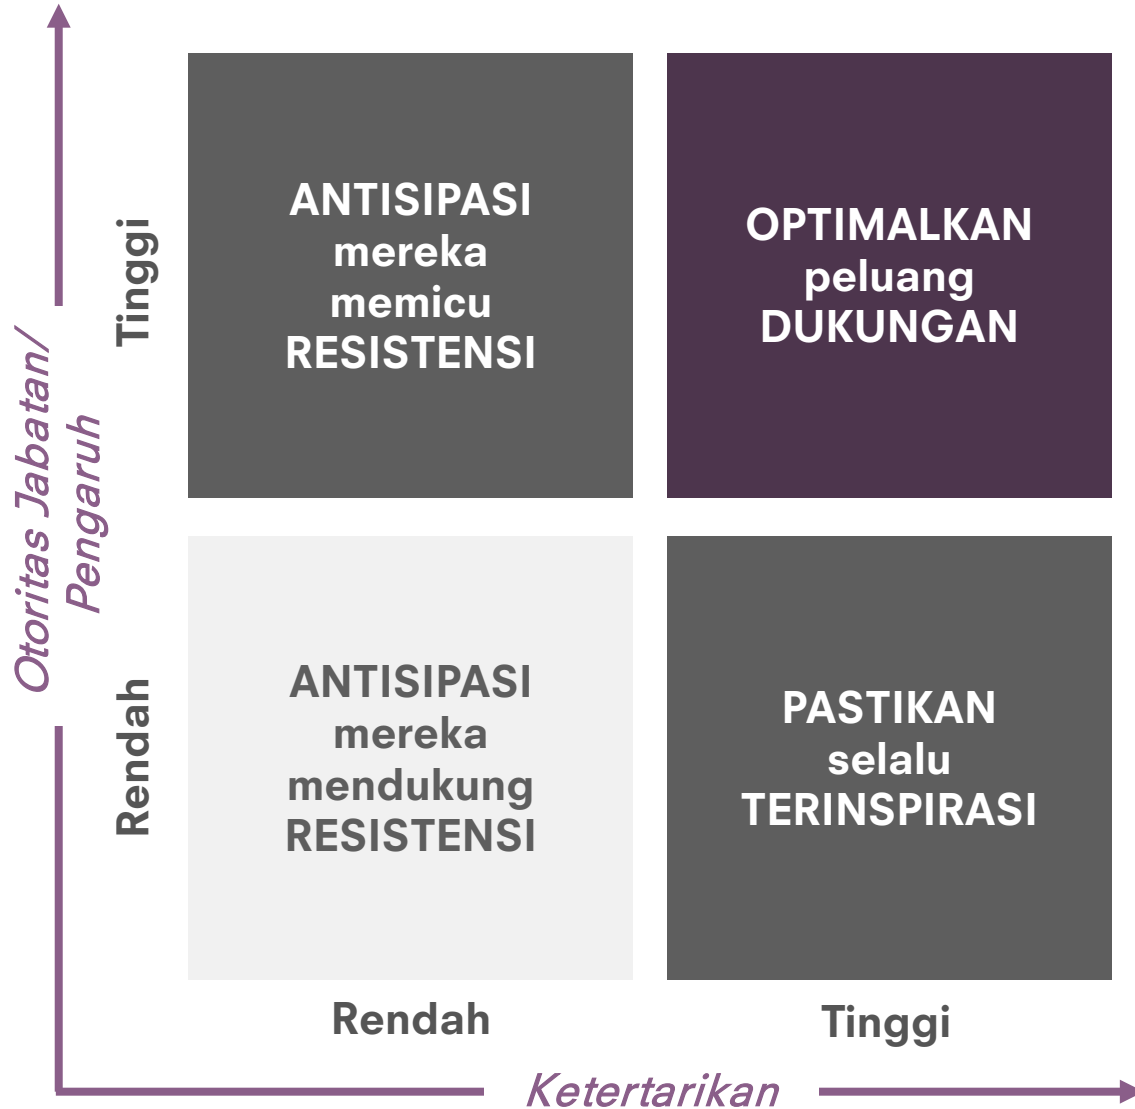 Otoritas Jabatan/
Pengaruh
Tinggi
ANTISIPASI
mereka
memicu
RESISTENSI
OPTIMALKAN
peluang
DUKUNGAN
Rendah
ANTISIPASI
mereka
mendukung
RESISTENSI
PASTIKAN
selalu
TERINSPIRASI
Rendah
Tinggi
Ketertarikan